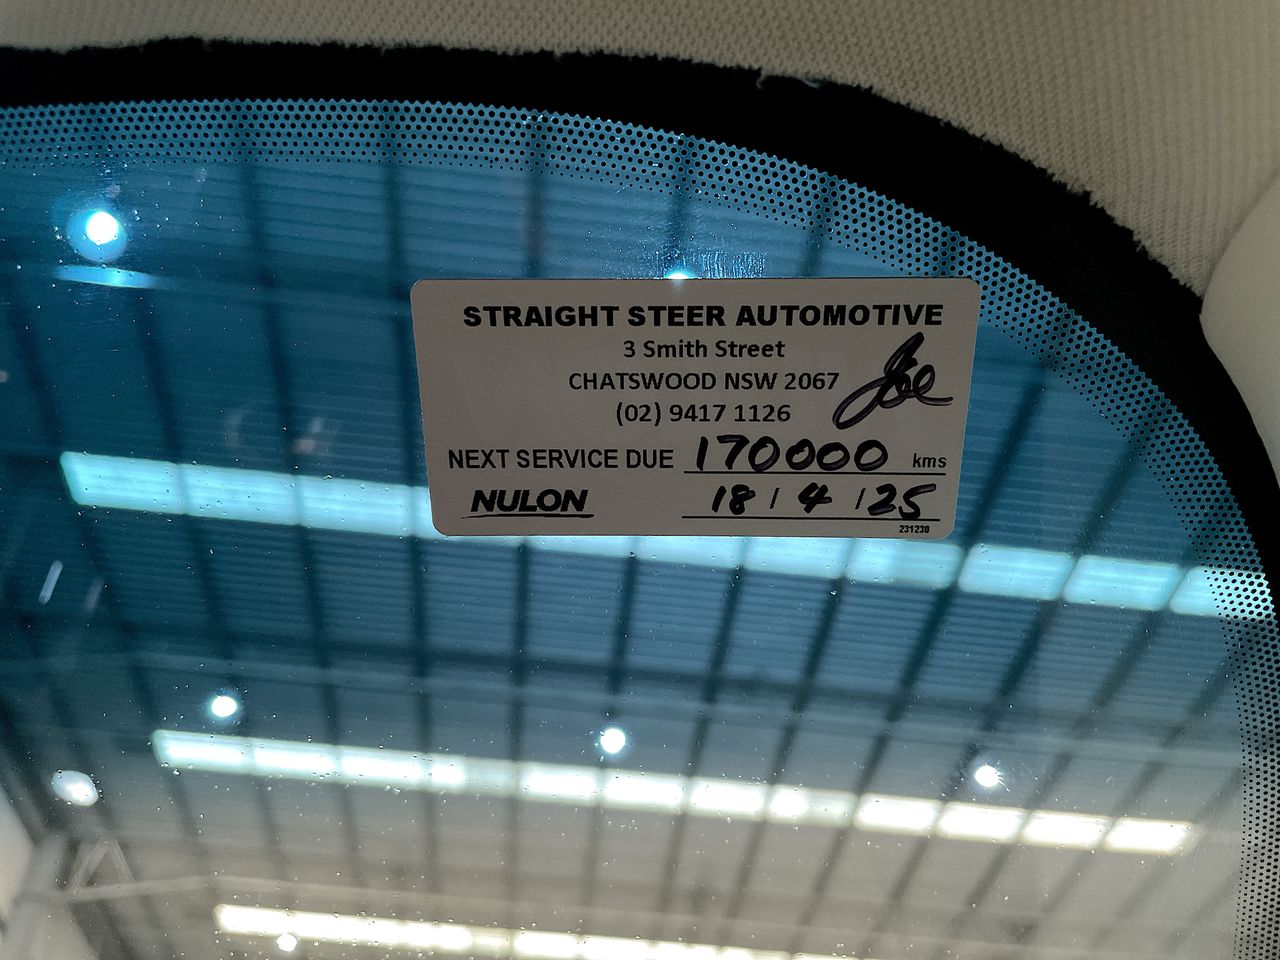 STRAIGHT STEER AUTOMOTIVE
3 Smith Street
CHATSWOOD NSW 2067
(02) 9417 1126
Joe
NEXT SERVICE DUE 170000 kms
NULON 18 / 4 / 25
231230